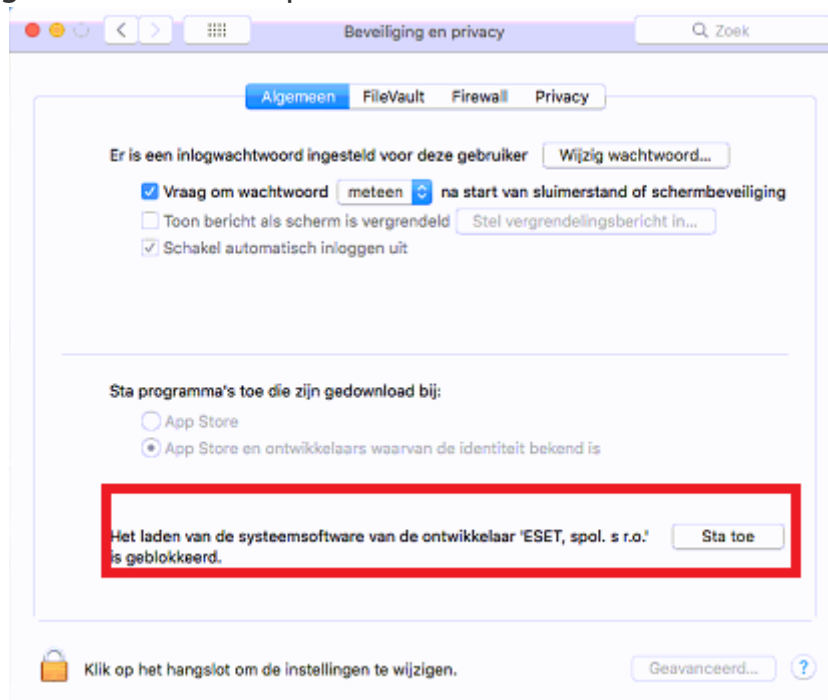 Beveiliging en privacy
Zoek
Algemeen FileVault Firewall Privacy
Er is een inlogwachtwoord ingesteld voor deze gebruiker Wijzig wachtwoord...
Vraag om wachtwoord meteen na start van sluimerstand of schermbeveiliging
Toon bericht als scherm is vergrendeld Stel vergrendelingsbericht in...
Schakel automatisch inloggen uit
Sta programma's toe die zijn gedownload bij:
App Store
App Store en ontwikkelaars waarvan de identiteit bekend is
Het laden van de systeemsoftware van de ontwikkelaar 'ESET, spol. s r.o.' Sta toe
is geblokkeerd.
Klik op het hangslot om de instellingen te wijzigen. Geavanceerd... ?